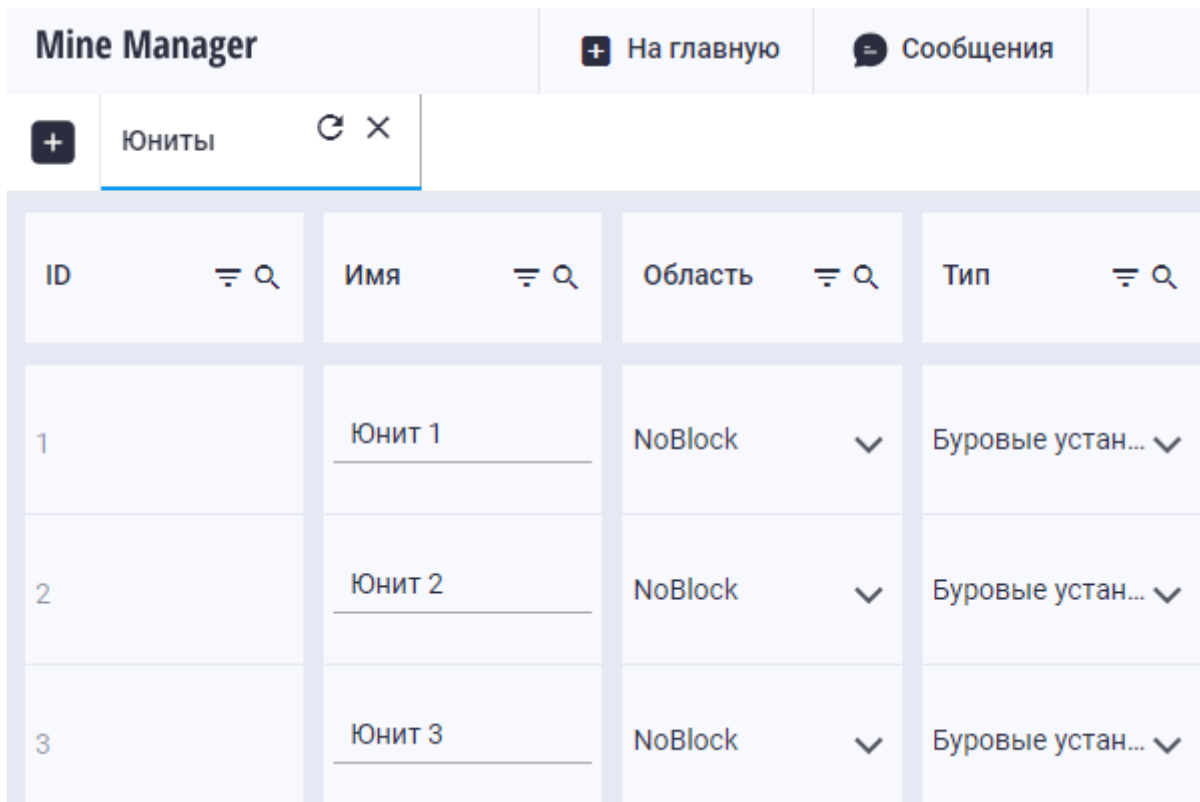 Mine Manager
На главную
Сообщения
Юниты
ID
Имя
Область
Тип
1
Юнит 1
NoBlock
Буровые устан...
2
Юнит 2
NoBlock
Буровые устан...
3
Юнит 3
NoBlock
Буровые устан...